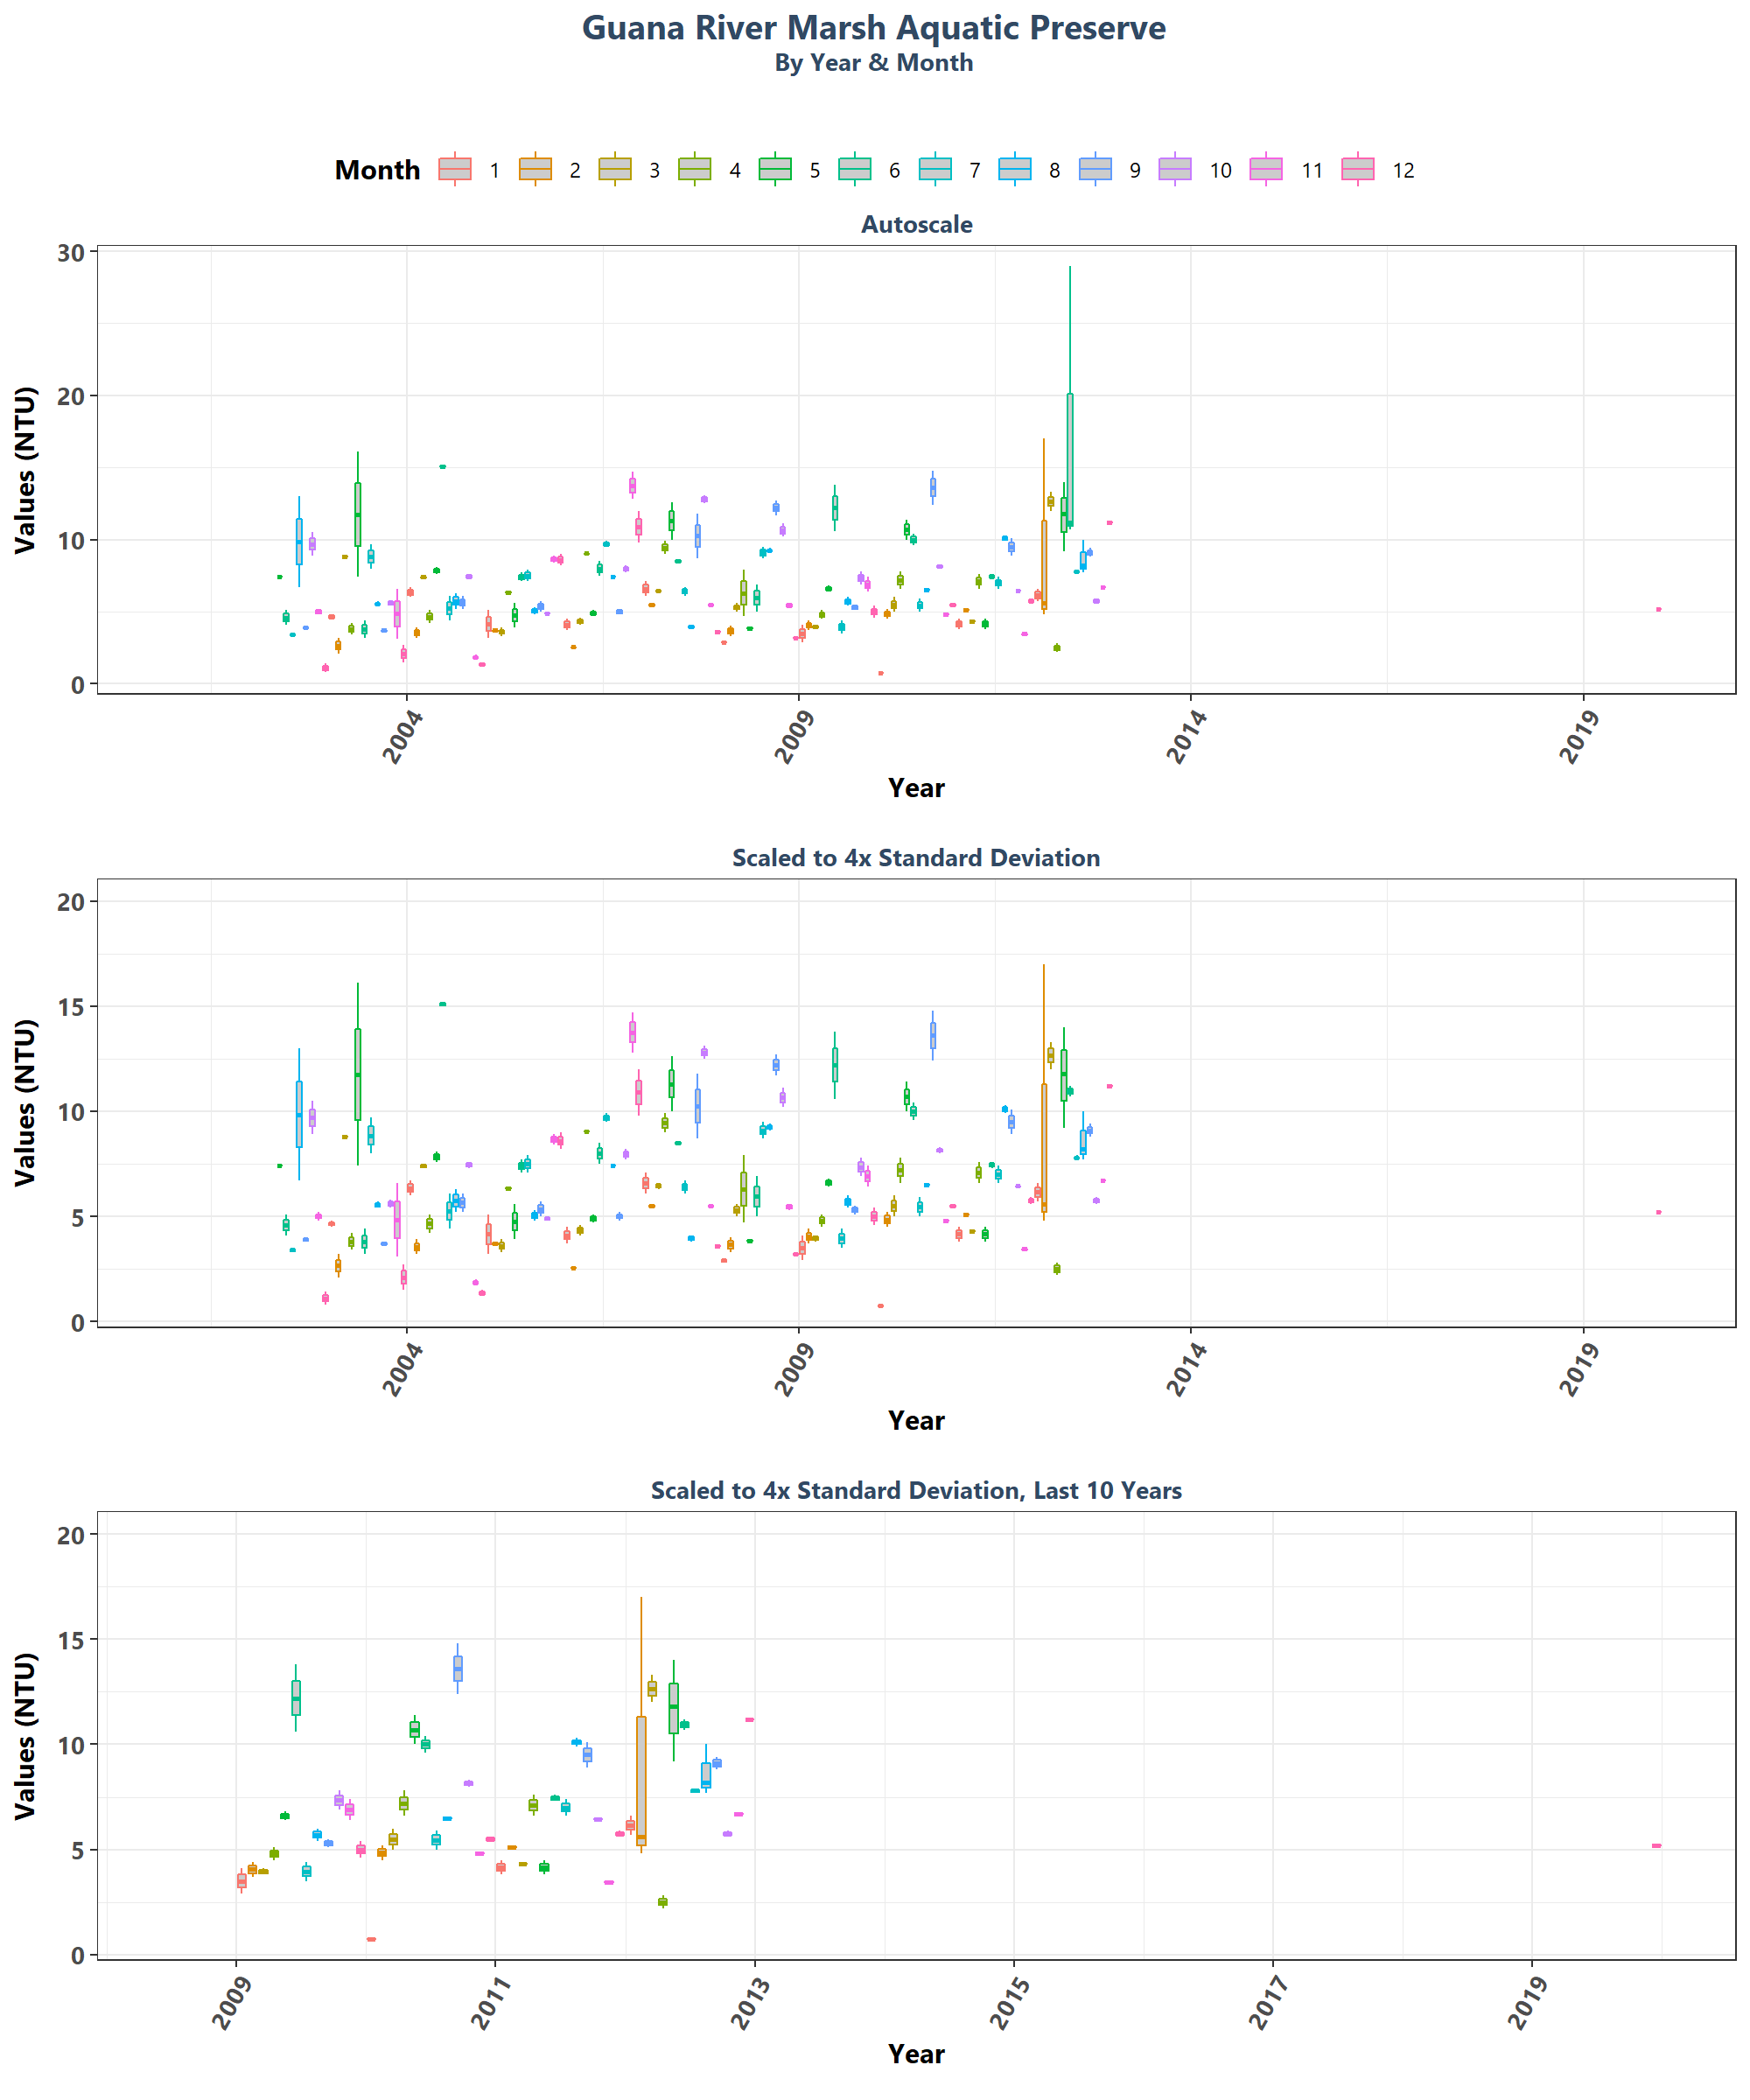 Guana River Marsh Aquatic Preserve
By Year & Month
Month 1 2 3 4 5 6 7 8 9 10 11 12
Autoscale
30
20
10
0
Values (NTU)
2004 2009 2014 2019
Year
Scaled to 4x Standard Deviation
20
15
10
5
0
Values (NTU)
2004 2009 2014 2019
Year
Scaled to 4x Standard Deviation, Last 10 Years
20
15
10
5
0
Values (NTU)
2009 2011 2013 2015 2017 2019
Year